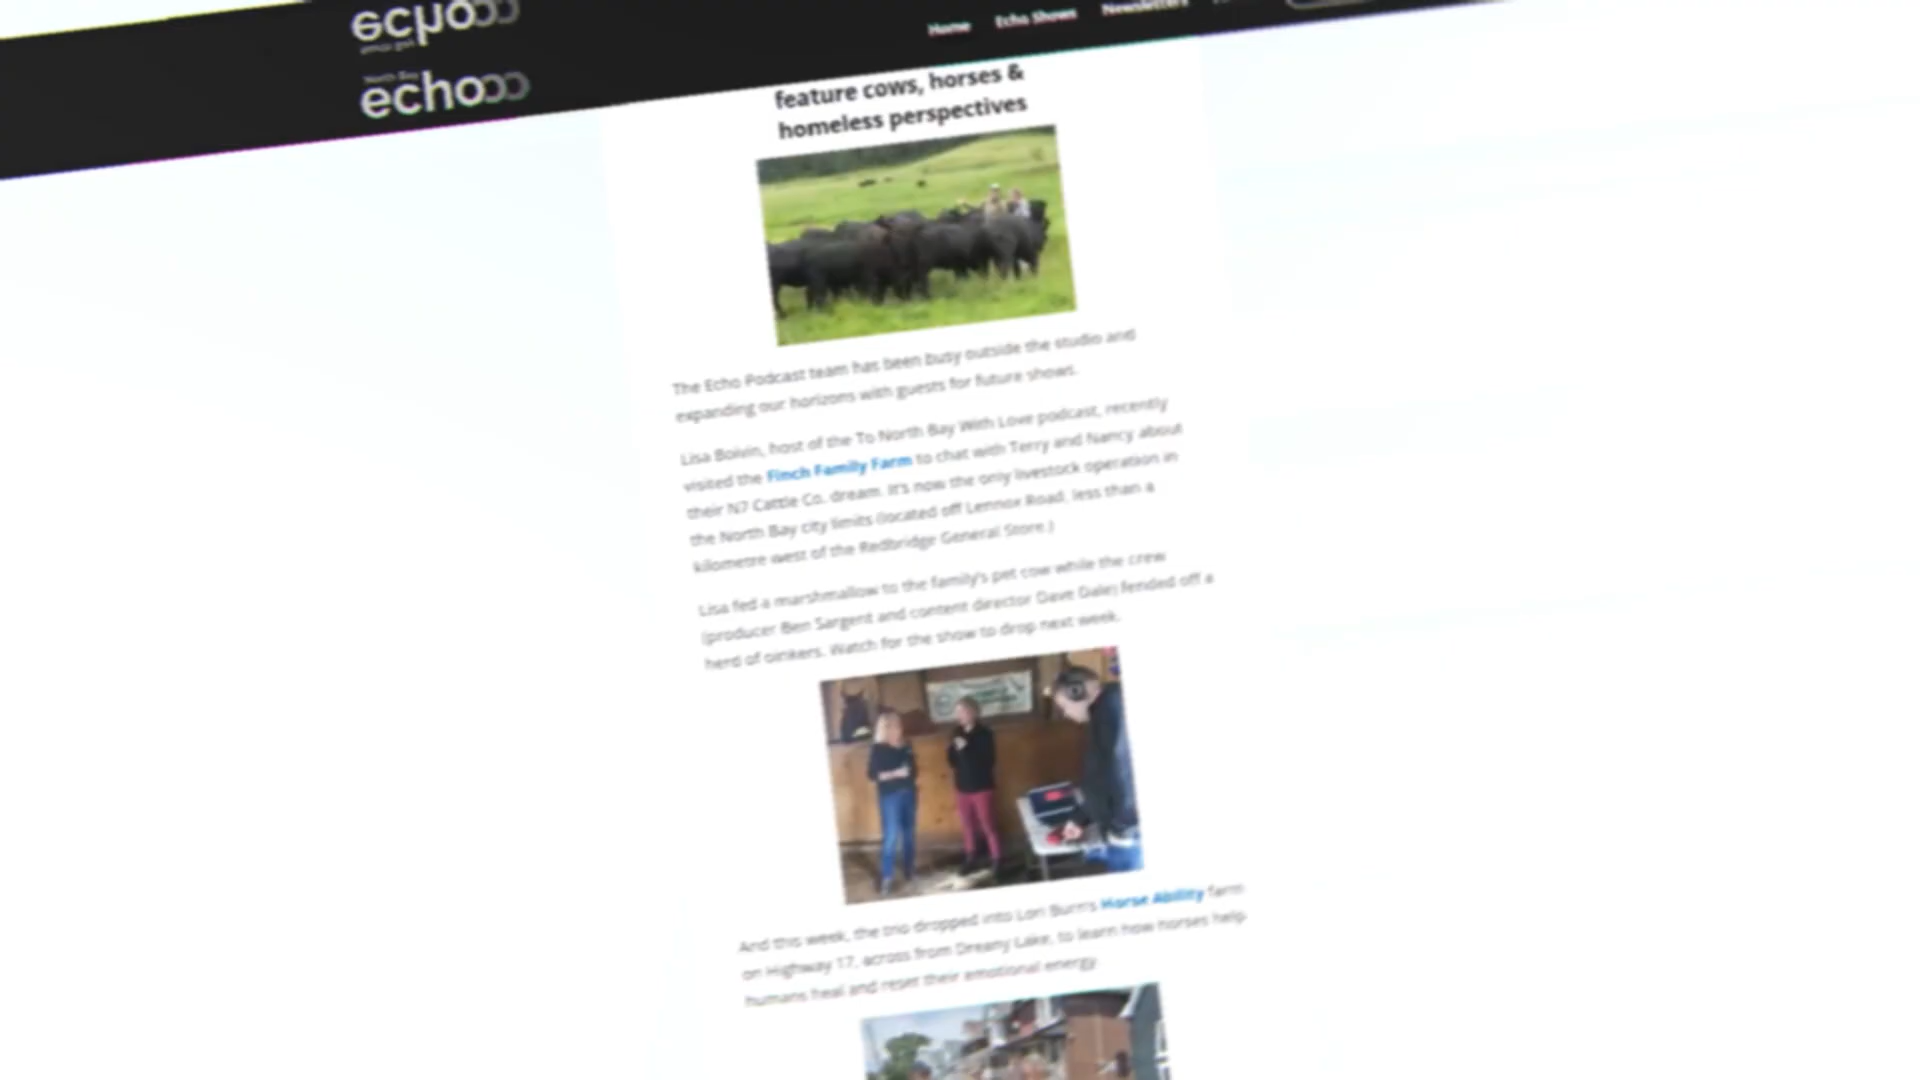 North Bay
echo
Home Echo Shows Newsletters
feature cows, horses &
homeless perspectives
The Echo Podcast team has been busy outside the studio and
expanding our horizons with guests for future shows.
Lisa Boivin, host of the To North Bay With Love podcast, recently
visited the Finch Family Farm to chat with Terry and Nancy about
their N7 Cattle Co. dream. It's now the only livestock operation in
the North Bay city limits (located off Lennox Road, less than a
kilometre west of the Redbridge General Store.)
Lisa fed a marshmallow to the family's pet cow while the crew
(producer Ben Sargent and content director Dave Dale) fended off a
herd of oinkers. Watch for the show to drop next week.
And this week, the trio dropped into Lori Burns Horse Ability farm
on Highway 17, across from Dreany Lake, to learn how horses help
humans heal and reset their emotional energy.